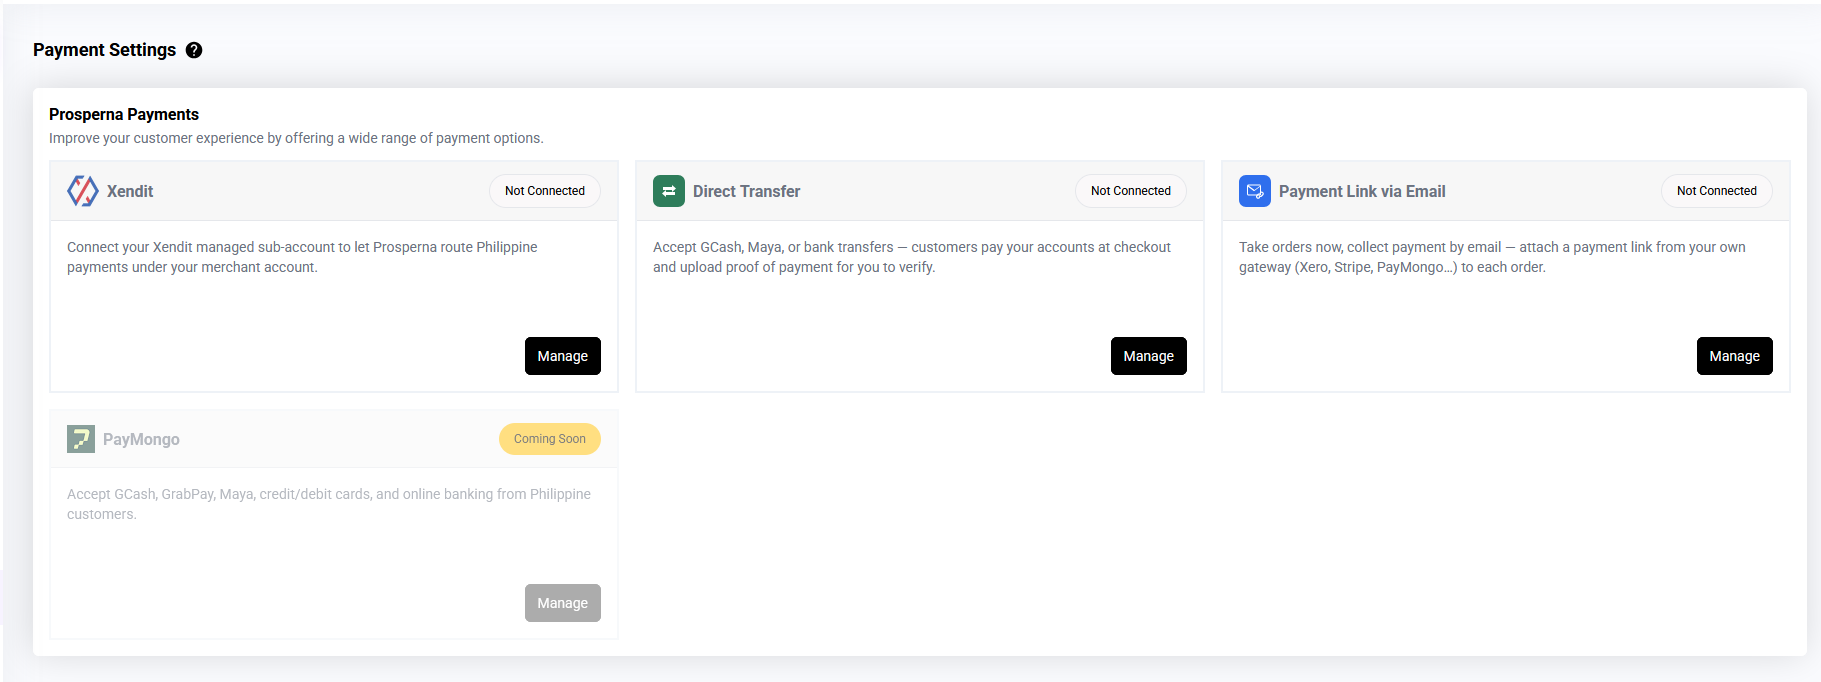 Payment Settings ?
Prosperna Payments
Improve your customer experience by offering a wide range of payment options.
Xendit
Not Connected
Connect your Xendit managed sub-account to let Prosperna route Philippine
payments under your merchant account.
Manage
Direct Transfer
Not Connected
Accept GCash, Maya, or bank transfers — customers pay your accounts at checkout
and upload proof of payment for you to verify.
Manage
Payment Link via Email
Not Connected
Take orders now, collect payment by email — attach a payment link from your own
gateway (Xero, Stripe, PayMongo…) to each order.
Manage
PayMongo
Coming Soon
Accept GCash, GrabPay, Maya, credit/debit cards, and online banking from Philippine
customers.
Manage